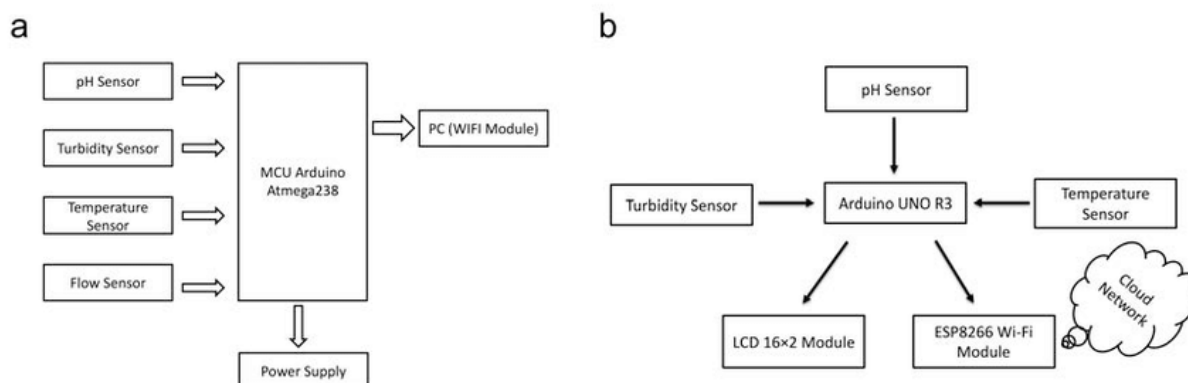 a
pH Sensor
Turbidity Sensor
Temperature
Sensor
Flow Sensor
MCU Arduino
Atmega238
PC (WIFI Module)
Power Supply
b
pH Sensor
Turbidity Sensor
Arduino UNO R3
Temperature
Sensor
LCD 16×2 Module
ESP8266 Wi-Fi
Module
Cloud
Network